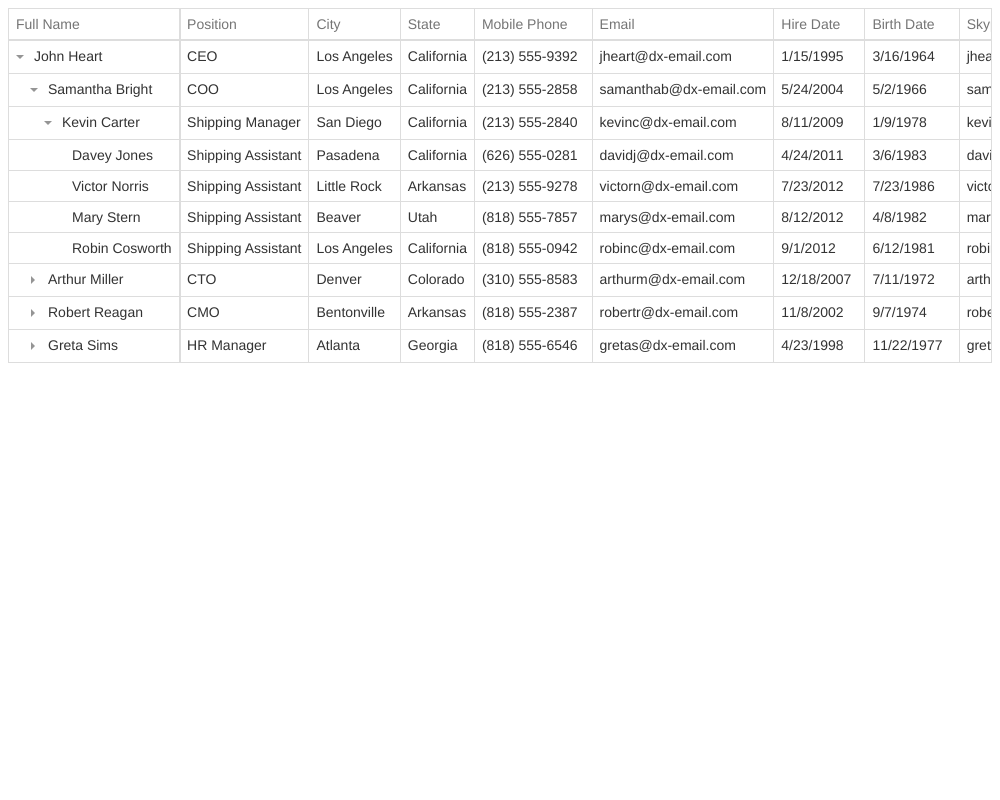 Full Name Position City State Mobile Phone Email Hire Date Birth Date Sky
John Heart CEO Los Angeles California (213) 555-9392 jheart@dx-email.com 1/15/1995 3/16/1964 jhea
Samantha Bright COO Los Angeles California (213) 555-2858 samanthab@dx-email.com 5/24/2004 5/2/1966 sam
Kevin Carter Shipping Manager San Diego California (213) 555-2840 kevinc@dx-email.com 8/11/2009 1/9/1978 kevi
Davey Jones Shipping Assistant Pasadena California (626) 555-0281 davidj@dx-email.com 4/24/2011 3/6/1983 davi
Victor Norris Shipping Assistant Little Rock Arkansas (213) 555-9278 victorn@dx-email.com 7/23/2012 7/23/1986 victo
Mary Stern Shipping Assistant Beaver Utah (818) 555-7857 marys@dx-email.com 8/12/2012 4/8/1982 mar
Robin Cosworth Shipping Assistant Los Angeles California (818) 555-0942 robinc@dx-email.com 9/1/2012 6/12/1981 robi
Arthur Miller CTO Denver Colorado (310) 555-8583 arthurm@dx-email.com 12/18/2007 7/11/1972 arth
Robert Reagan CMO Bentonville Arkansas (818) 555-2387 robertr@dx-email.com 11/8/2002 9/7/1974 robe
Greta Sims HR Manager Atlanta Georgia (818) 555-6546 gretas@dx-email.com 4/23/1998 11/22/1977 gret